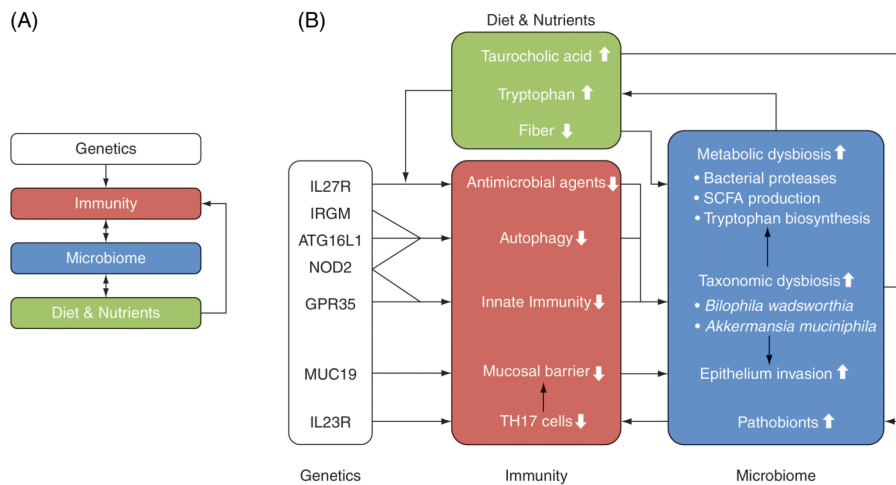 (A)
Genetics
Immunity
Microbiome
Diet & Nutrients
(B)
Diet & Nutrients
Taurocholic acid
Tryptophan
Fiber
IL27R
IRGM
ATG16L1
NOD2
GPR35
MUC19
IL23R
Genetics
Antimicrobial agents
Autophagy
Innate Immunity
Mucosal barrier
TH17 cells
Immunity
Metabolic dysbiosis
• Bacterial proteases
• SCFA production
• Tryptophan biosynthesis
Taxonomic dysbiosis
• Bilophila wadsworthia
• Akkermansia muciniphila
Epithelium invasion
Pathobionts
Microbiome